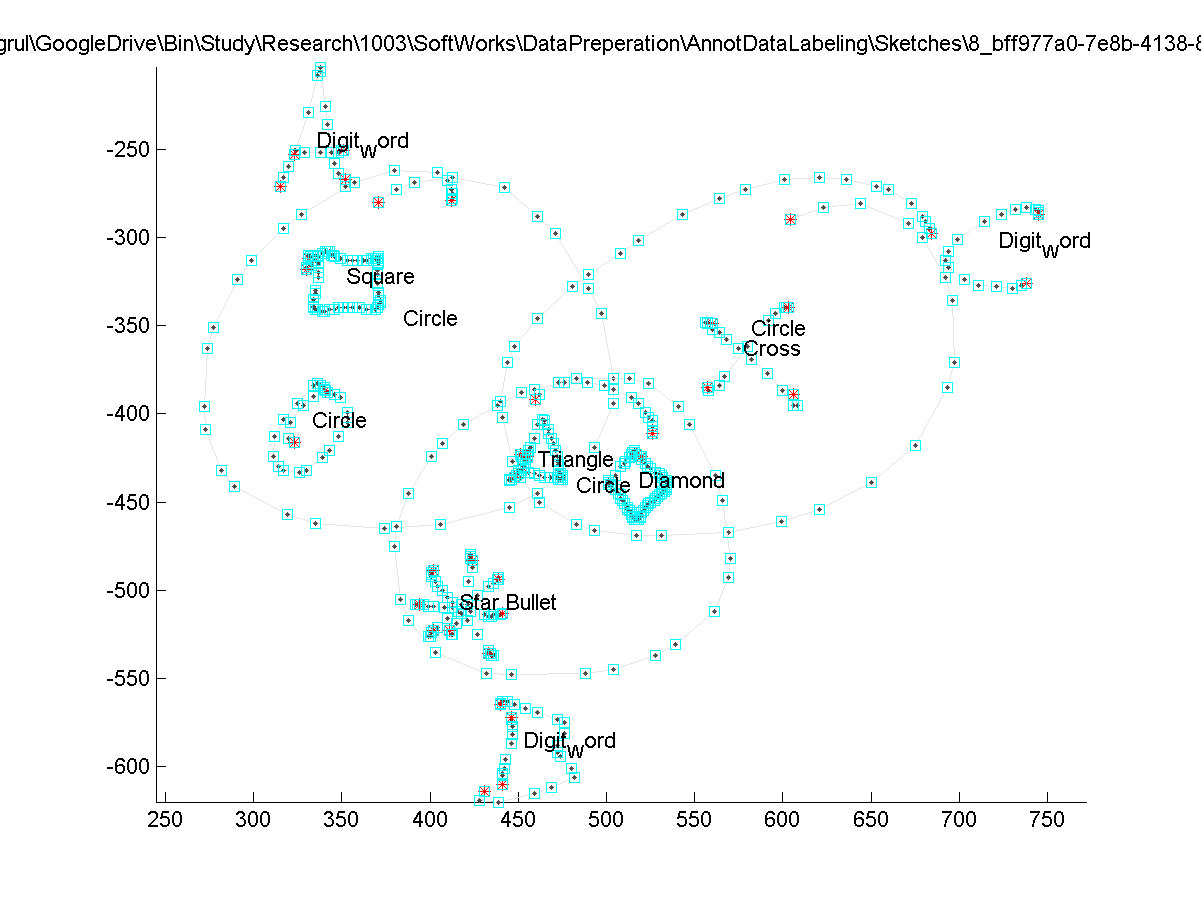 grul\GoogleDrive\Bin\Study\Research\1003\SoftWorks\DataPreperation\AnnotDataLabeling\Sketches\8_bff977a0-7e8b-4138-8
-250
-300
-350
-400
-450
-500
-550
-600
Digitword
Digitword
Square
Circle
Circle
Cross
Circle
Triangle
Circle
Diamond
Star Bullet
Digitword
250 300 350 400 450 500 550 600 650 700 750